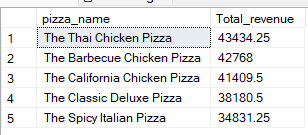 pizza_name Total_revenue
1 The Thai Chicken Pizza 43434.25
2 The Barbecue Chicken Pizza 42768
3 The California Chicken Pizza 41409.5
4 The Classic Deluxe Pizza 38180.5
5 The Spicy Italian Pizza 34831.25